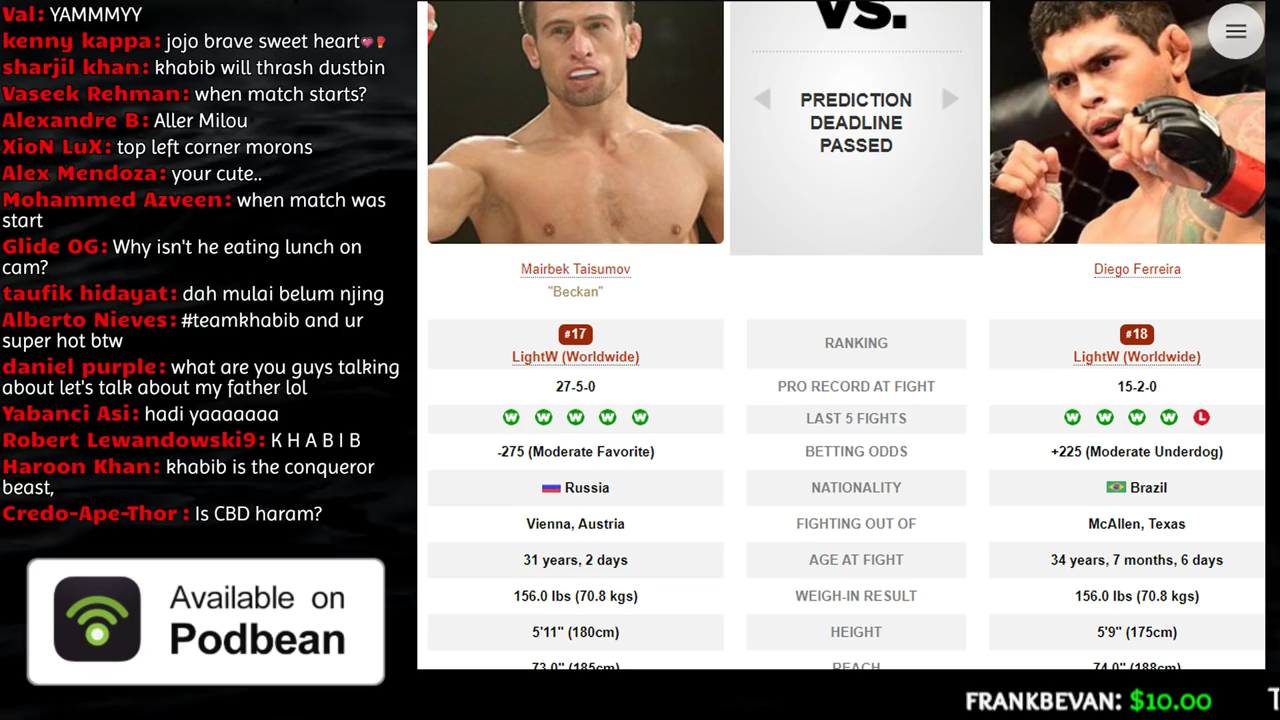 Val: YAMMMYY
kenny kappa: jojo brave sweet heart
sharjil khan: khabib will thrash dustbin
Vaseek Rehman: when match starts?
Alexandre B: Aller Milou
XioN LuX: top left corner morons
Alex Mendoza: your cute..
Mohammed Azveen: when match was
start
Glide OG: Why isn't he eating lunch on
cam?
taufik hidayat: dah mulai belum njing
Alberto Nieves: #teamkhabib and ur
super hot btw
daniel purple: what are you guys talking
about let's talk about my father lol
Yabanci Asi: hadi yaaaaaaa
Robert Lewandowski9: K H A B I B
Haroon Khan: khabib is the conqueror
beast,
Credo-Ape-Thor : Is CBD haram?
Available on
Podbean
VS.
PREDICTION
DEADLINE
PASSED
Mairbek Taisumov
"Beckan"
Diego Ferreira
#17
LightW (Worldwide)
RANKING
#18
LightW (Worldwide)
27-5-0 PRO RECORD AT FIGHT 15-2-0
W W W W W LAST 5 FIGHTS W W W W L
-275 (Moderate Favorite) BETTING ODDS +225 (Moderate Underdog)
Russia NATIONALITY Brazil
Vienna, Austria FIGHTING OUT OF McAllen, Texas
31 years, 2 days AGE AT FIGHT 34 years, 7 months, 6 days
156.0 lbs (70.8 kgs) WEIGH-IN RESULT 156.0 lbs (70.8 kgs)
5'11" (180cm) HEIGHT 5'9" (175cm)
73.0" (185cm) REACH 74.0" (188cm)
FRANKBEVAN: $10.00 T